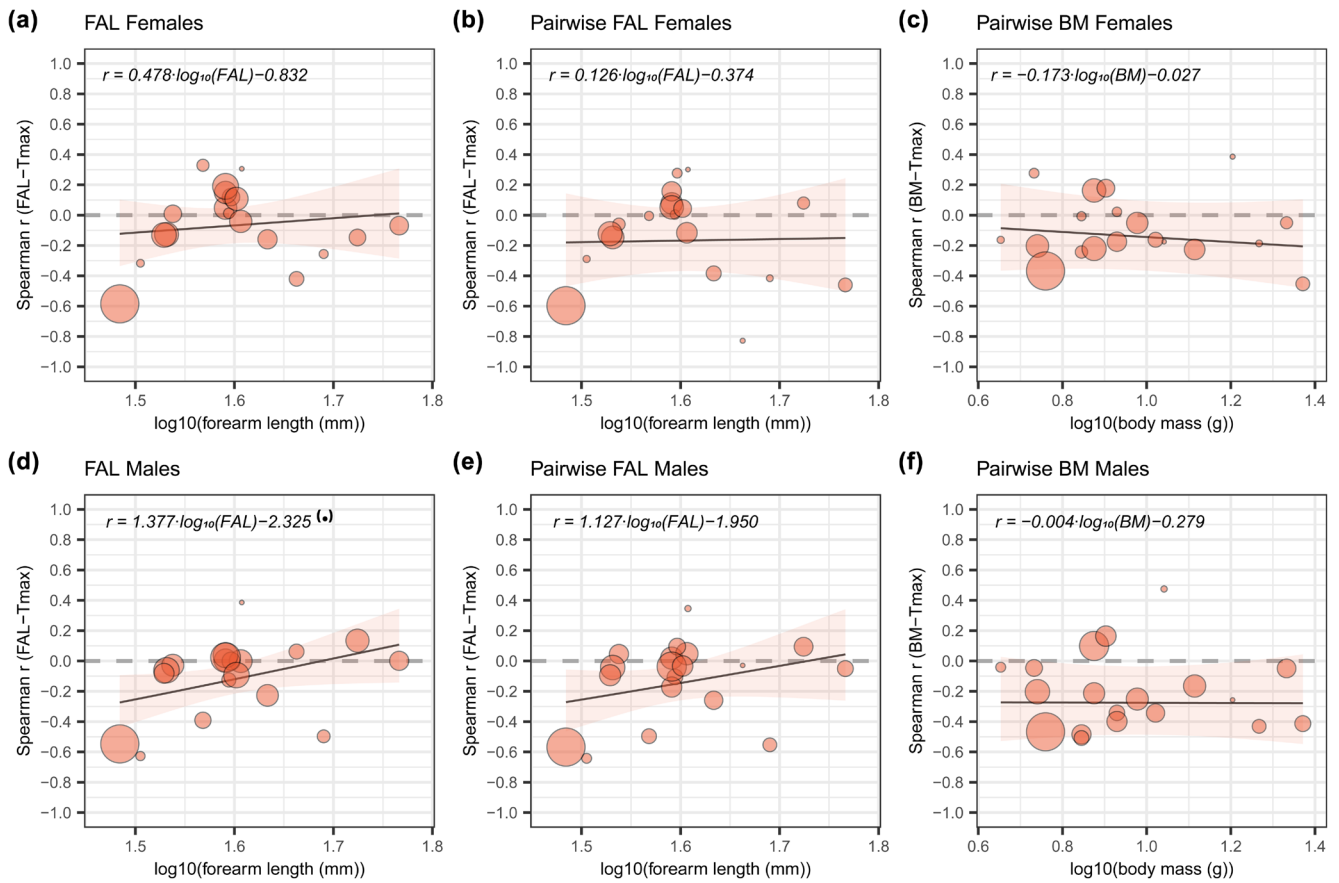 (a) FAL Females
r = 0.478·log₁₀(FAL)−0.832
Spearman r (FAL−Tmax)
1.0
0.8
0.6
0.4
0.2
0.0
−0.2
−0.4
−0.6
−0.8
−1.0
1.5 1.6 1.7 1.8
log10(forearm length (mm))
(b) Pairwise FAL Females
r = 0.126·log₁₀(FAL)−0.374
Spearman r (FAL−Tmax)
1.0
0.8
0.6
0.4
0.2
0.0
−0.2
−0.4
−0.6
−0.8
−1.0
1.5 1.6 1.7 1.8
log10(forearm length (mm))
(c) Pairwise BM Females
r = −0.173·log₁₀(BM)−0.027
Spearman r (BM−Tmax)
1.0
0.8
0.6
0.4
0.2
0.0
−0.2
−0.4
−0.6
−0.8
−1.0
0.6 0.8 1.0 1.2 1.4
log10(body mass (g))
(d) FAL Males
r = 1.377·log₁₀(FAL)−2.325 (•)
Spearman r (FAL−Tmax)
1.0
0.8
0.6
0.4
0.2
0.0
−0.2
−0.4
−0.6
−0.8
−1.0
1.5 1.6 1.7 1.8
log10(forearm length (mm))
(e) Pairwise FAL Males
r = 1.127·log₁₀(FAL)−1.950
Spearman r (FAL−Tmax)
1.0
0.8
0.6
0.4
0.2
0.0
−0.2
−0.4
−0.6
−0.8
−1.0
1.5 1.6 1.7 1.8
log10(forearm length (mm))
(f) Pairwise BM Males
r = −0.004·log₁₀(BM)−0.279
Spearman r (BM−Tmax)
1.0
0.8
0.6
0.4
0.2
0.0
−0.2
−0.4
−0.6
−0.8
−1.0
0.6 0.8 1.0 1.2 1.4
log10(body mass (g))